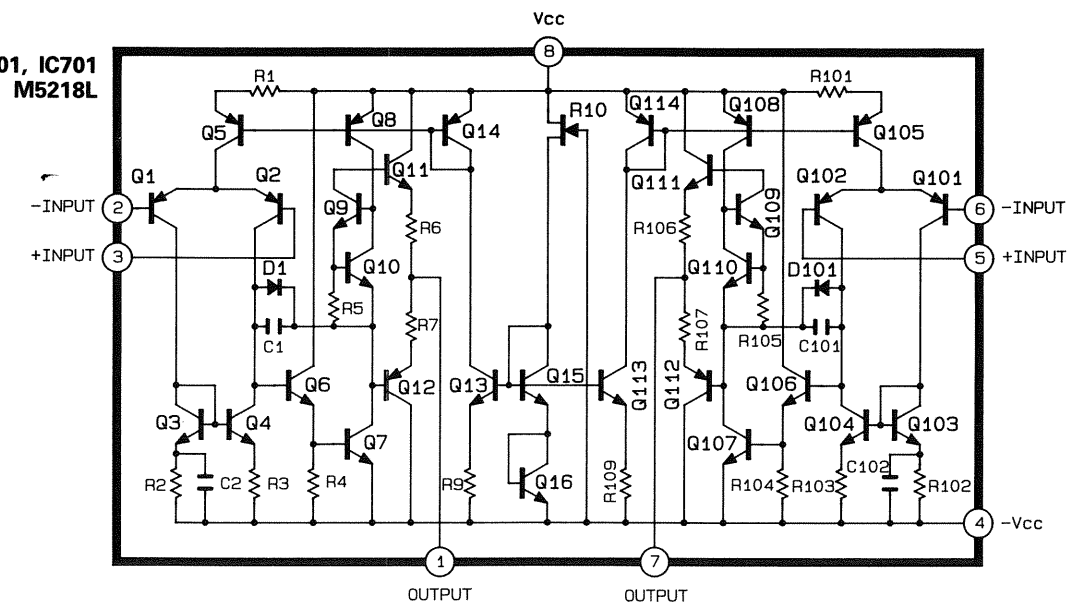 Vcc
8
01, IC701
M5218L
R1
R101
R10
Q5
Q8
Q14
Q114
Q108
Q105
Q11
Q111
Q1
Q2
Q9
Q109
Q102
Q101
-INPUT
2
R6
R106
6
-INPUT
+INPUT
3
5
+INPUT
D1
Q10
Q110
D101
R5
R7
R107
R105
C1
C101
Q6
Q12
Q13
Q15
Q113
Q112
Q106
Q3
Q4
Q7
Q107
Q104
Q103
C102
R2
C2
R3
R4
R9
Q16
R109
R104
R103
R102
4
-Vcc
1
7
OUTPUT
OUTPUT